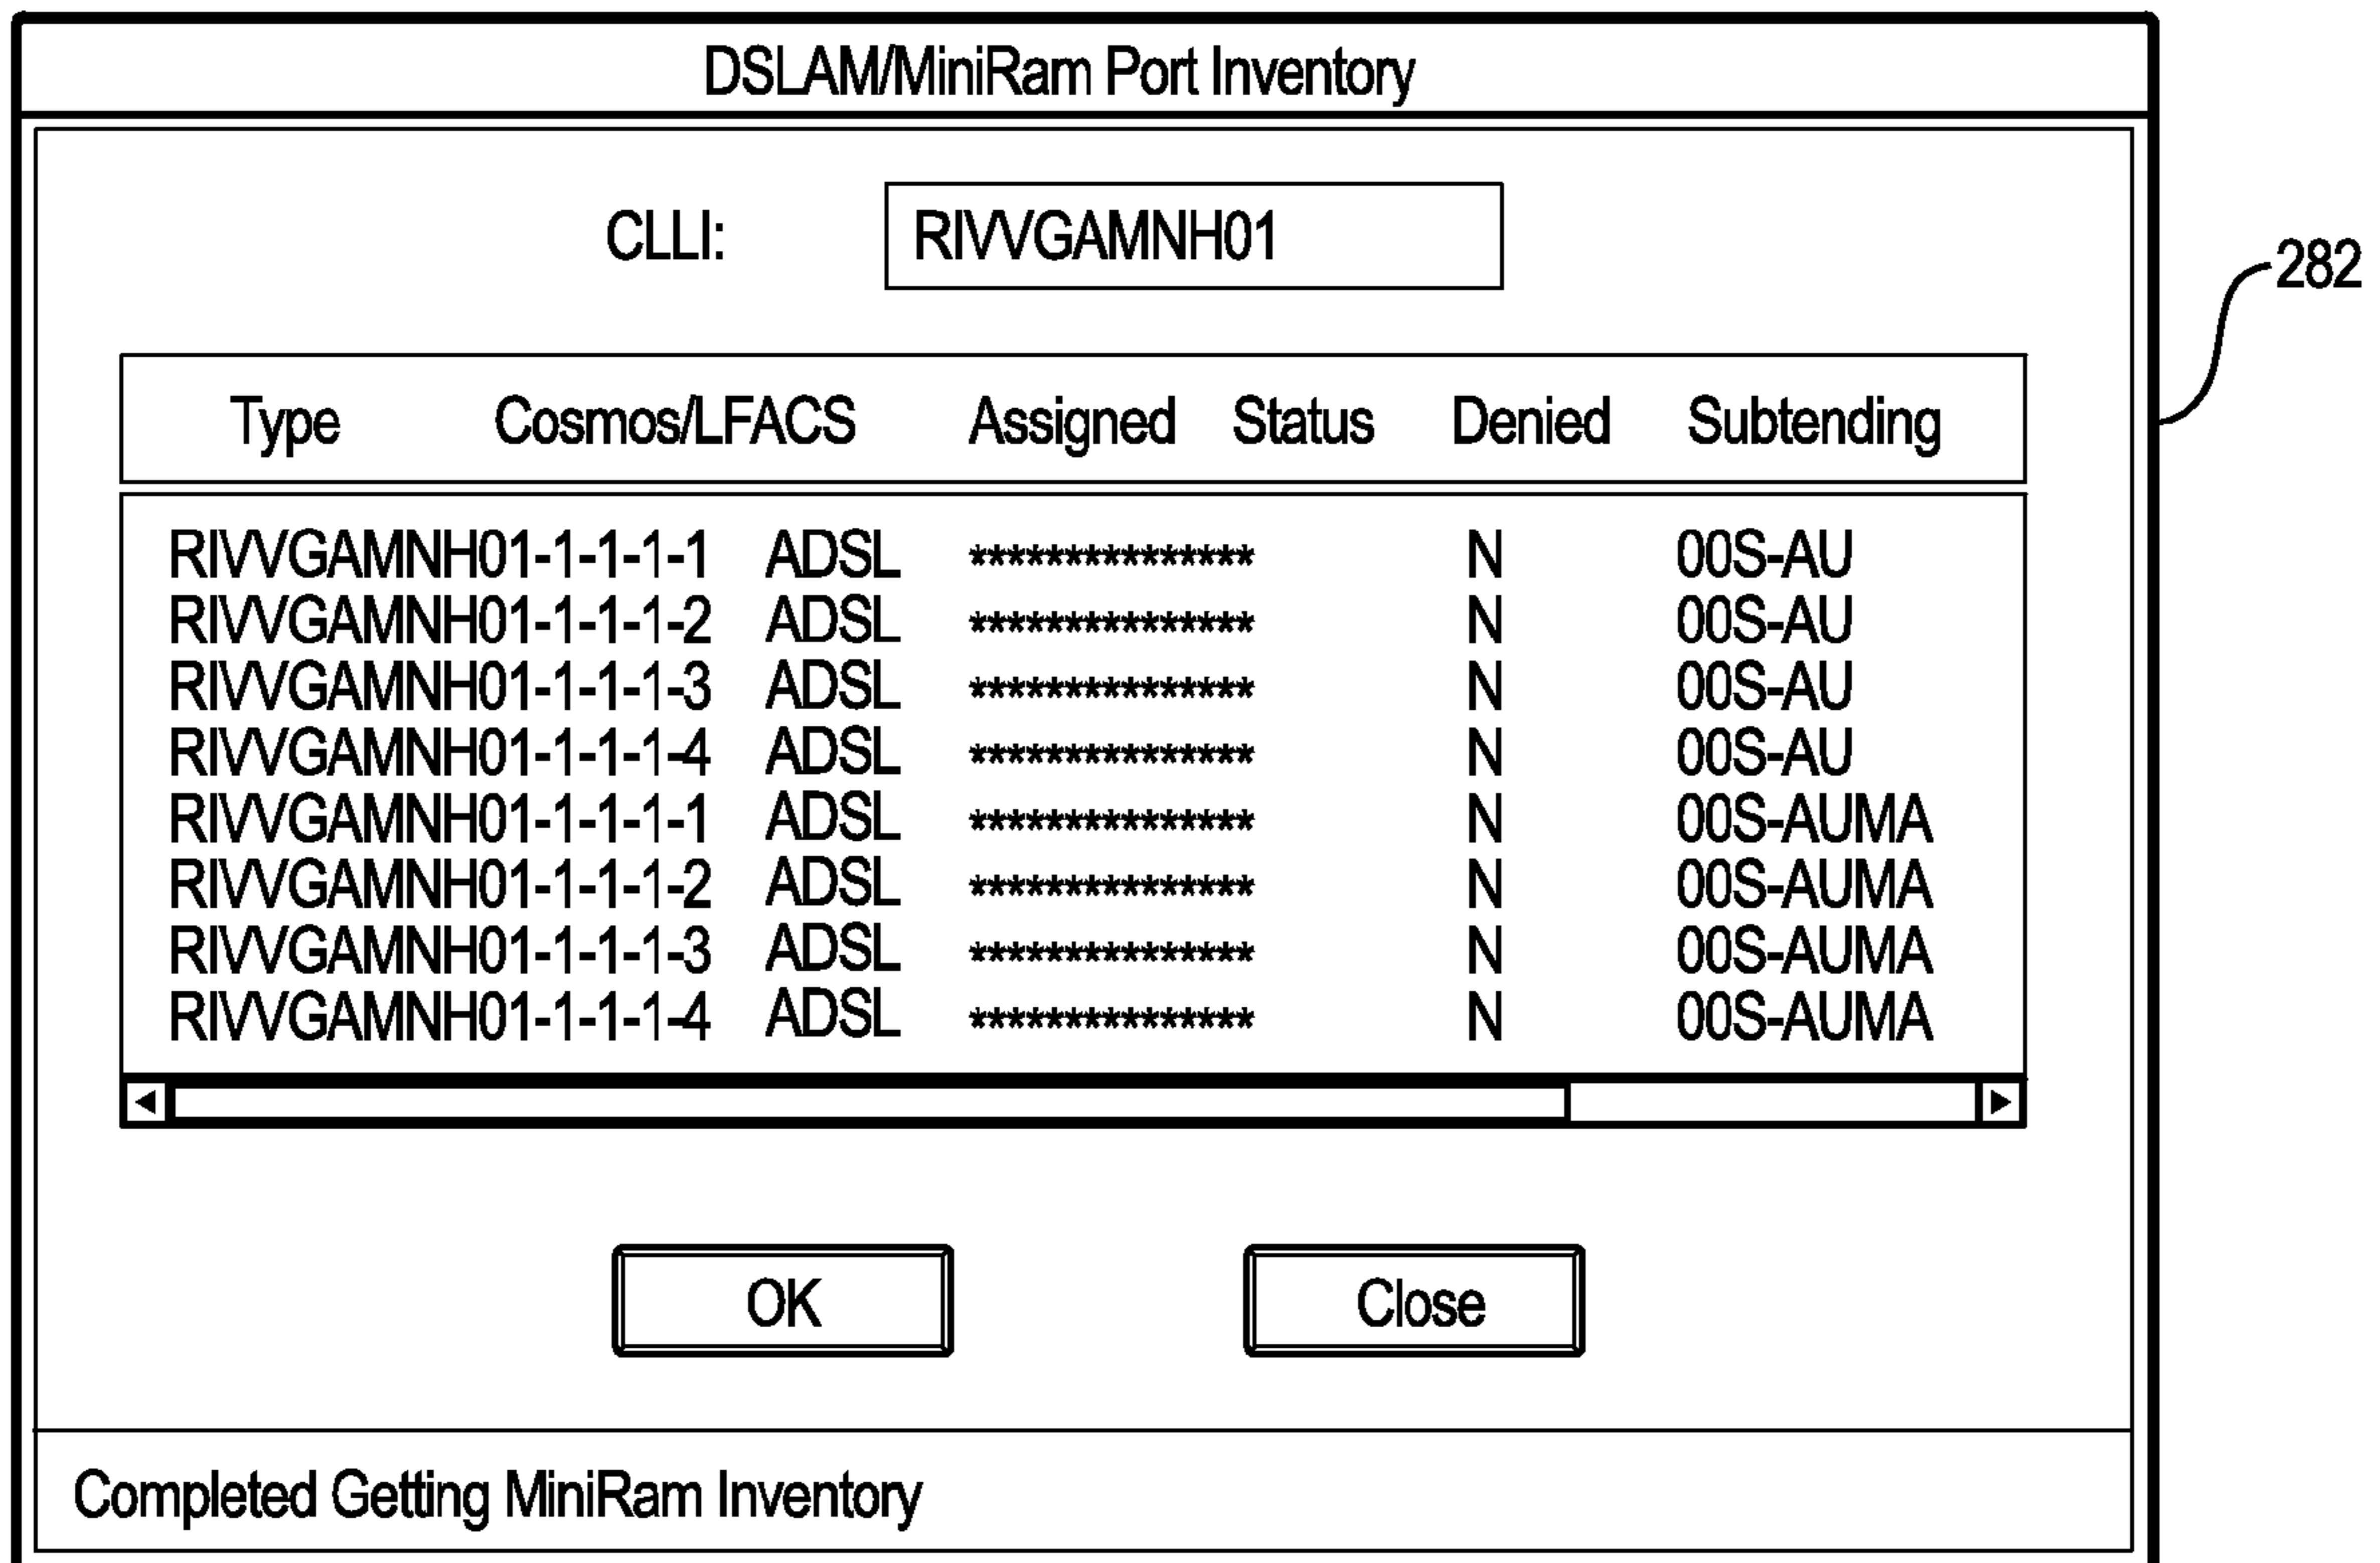 DSLAM/MiniRam Port Inventory
CLLI: RIVVGAMNH01
282
Type Cosmos/LFACS Assigned Status Denied Subtending
RIVVGAMNH01-1-1-1-1 ADSL *************** N 00S-AU
RIVVGAMNH01-1-1-1-2 ADSL *************** N 00S-AU
RIVVGAMNH01-1-1-1-3 ADSL *************** N 00S-AU
RIVVGAMNH01-1-1-1-4 ADSL *************** N 00S-AU
RIVVGAMNH01-1-1-1-1 ADSL *************** N 00S-AUMA
RIVVGAMNH01-1-1-1-2 ADSL *************** N 00S-AUMA
RIVVGAMNH01-1-1-1-3 ADSL *************** N 00S-AUMA
RIVVGAMNH01-1-1-1-4 ADSL *************** N 00S-AUMA
OK Close
Completed Getting MiniRam Inventory